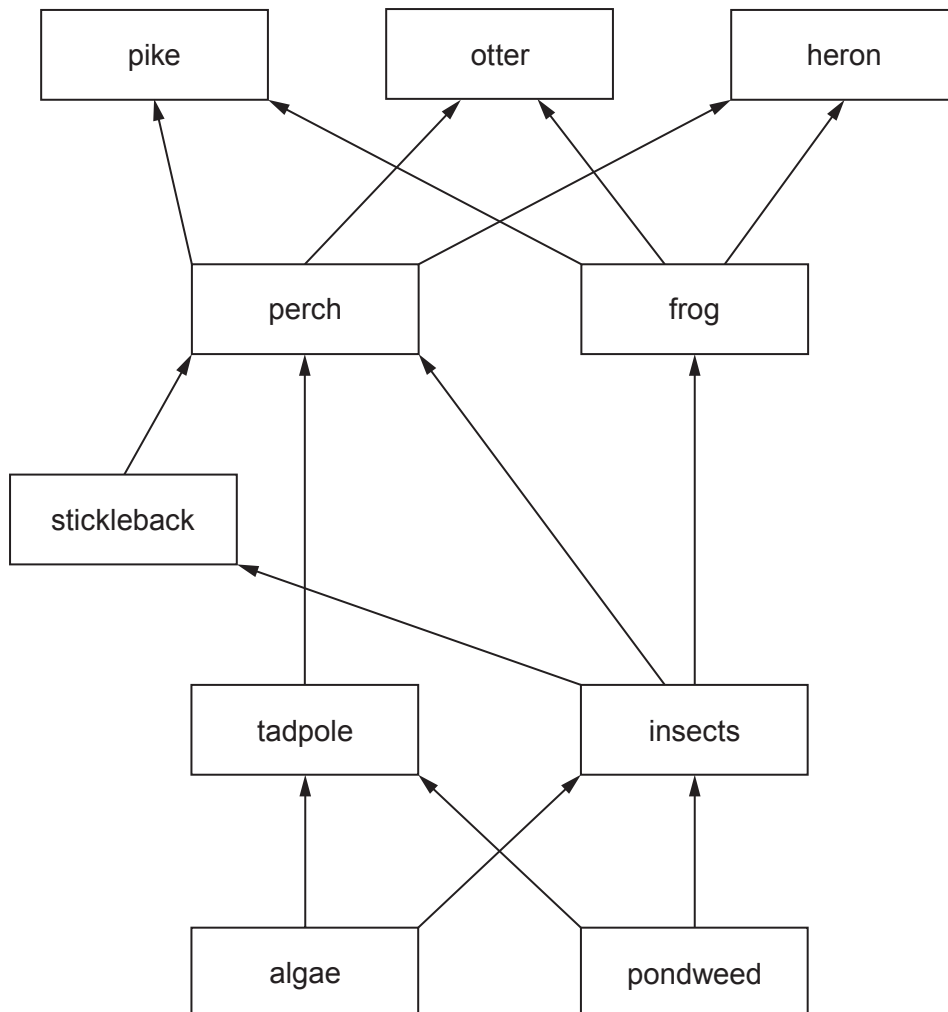 pike
otter
heron
perch
frog
stickleback
tadpole
insects
algae
pondweed